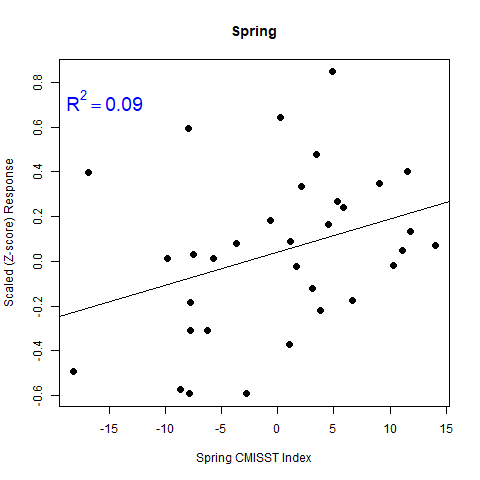 Spring
R2 = 0.09
Scaled (Z-score) Response
0.8
0.6
0.4
0.2
0.0
-0.2
-0.4
-0.6
-15 -10 -5 0 5 10 15
Spring CMISST Index